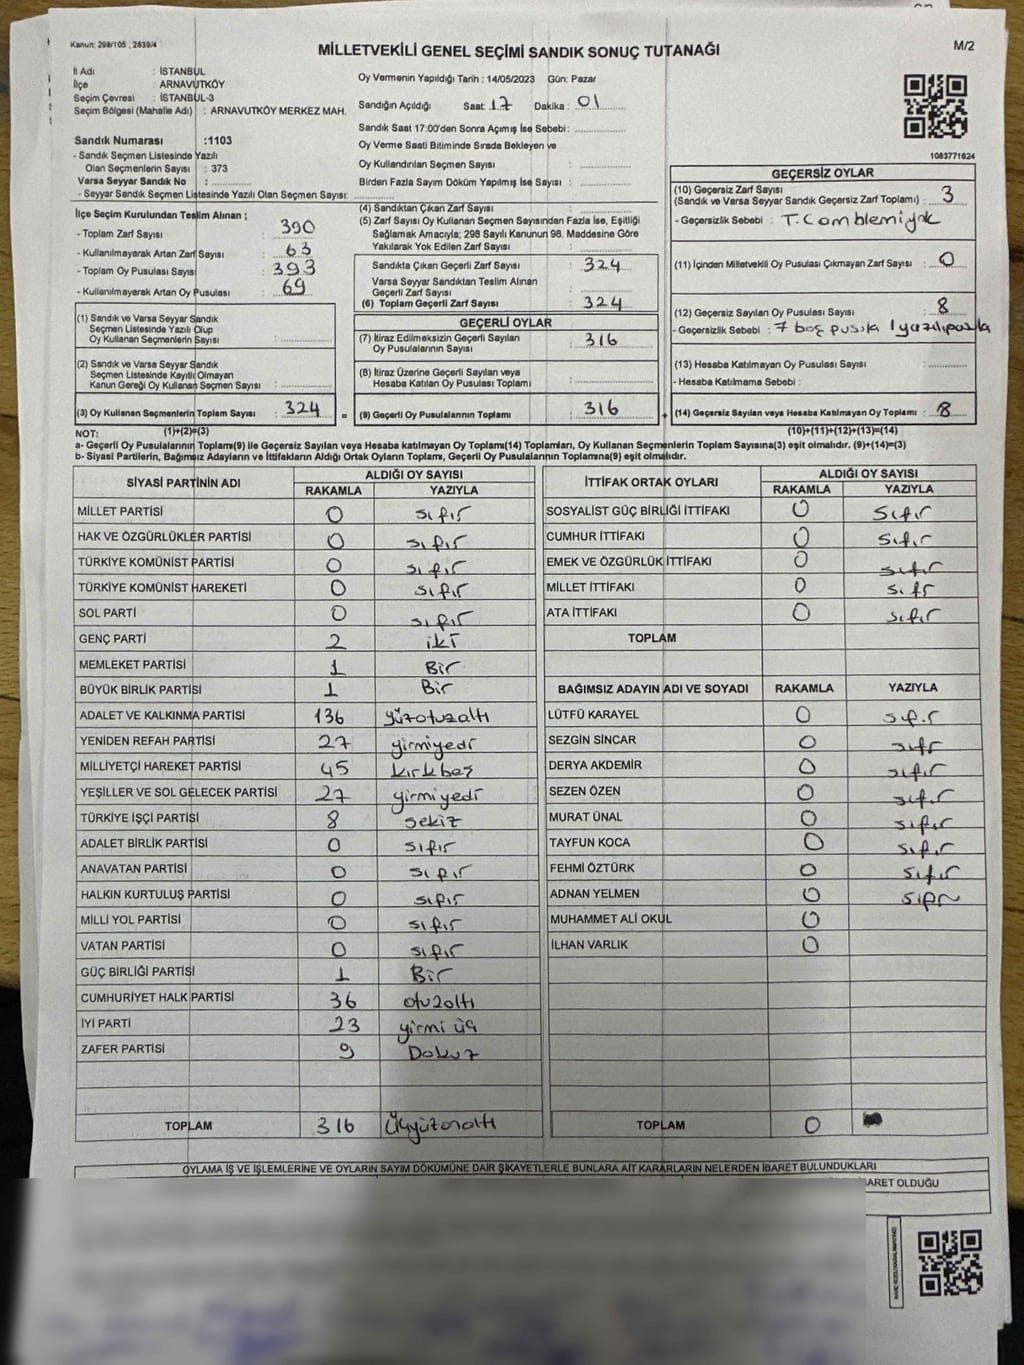 Kanun: 298/105 , 2839/4
MİLLETVEKİLİ GENEL SEÇİMİ SANDIK SONUÇ TUTANAĞI
M/2
İl Adı : İSTANBUL
İlçe : ARNAVUTKÖY
Seçim Çevresi : İSTANBUL-3
Seçim Bölgesi (Mahalle Adı) : ARNAVUTKÖY MERKEZ MAH.
Sandık Numarası :1103
- Sandık Seçmen Listesinde Yazılı
Olan Seçmenlerin Sayısı : 373
Varsa Seyyar Sandık No :
- Seyyar Sandık Seçmen Listesinde Yazılı Olan Seçmen Sayısı:
Oy Vermenin Yapıldığı Tarih : 14/05/2023 Gün: Pazar
Sandığın Açıldığı Saat: 17 Dakika : 01
Sandık Saat 17:00'den Sonra Açımış İse Sebebi:
Oy Verme Saati Bitiminde Sırada Bekleyen ve
Oy Kullandırılan Seçmen Sayısı :
Birden Fazla Sayım Döküm Yapılmış İse Sayısı :
1083771624
İlçe Seçim Kurulundan Teslim Alınan ;
- Toplam Zarf Sayısı : 390
- Kullanılmayarak Artan Zarf Sayısı : 63
- Toplam Oy Pusulası Sayısı : 393
- Kullanılmayarak Artan Oy Pusulası : 69
(1) Sandık ve Varsa Seyyar Sandık
Seçmen Listesinde Yazılı Olup
Oy Kullanan Seçmenlerin Sayısı :
(2) Sandık ve Varsa Seyyar Sandık
Seçmen Listesinde Kayıtlı Olmayan
Kanun Gereği Oy Kullanan Seçmen Sayısı :
(3) Oy Kullanan Seçmenlerin Toplam Sayısı : 324 =
(1)+(2)=(3)
(4) Sandıktan Çıkan Zarf Sayısı :
(5) Zarf Sayısı Oy Kullanan Seçmen Sayısından Fazla İse, Eşitliği
Sağlamak Amacıyla; 298 Sayılı Kanunun 98. Maddesine Göre
Yakılarak Yok Edilen Zarf Sayısı :
Sandıkta Çıkan Geçerli Zarf Sayısı : 324
Varsa Seyyar Sandıktan Teslim Alınan
Geçerli Zarf Sayısı :
(6) Toplam Geçerli Zarf Sayısı : 324
GEÇERLİ OYLAR
(7) İtiraz Edilmeksizin Geçerli Sayılan
Oy Pusulalarının Sayısı : 316
(8) İtiraz Üzerine Geçerli Sayılan veya
Hesaba Katılan Oy Pusulası Toplamı :
(9) Geçerli Oy Pusulalarının Toplamı : 316 +
GEÇERSİZ OYLAR
(10) Geçersiz Zarf Sayısı
(Sandık ve Varsa Seyyar Sandık Geçersiz Zarf Toplamı) : 3
- Geçersizlik Sebebi : T.C amblemi yok
(11) İçinden Milletvekili Oy Pusulası Çıkmayan Zarf Sayısı : 0
(12) Geçersiz Sayılan Oy Pusulası Sayısı : 8
- Geçersizlik Sebebi : 7 boş pusıla 1 yazılı pusıla
(13) Hesaba Katılmayan Oy Pusulası Sayısı :
- Hesaba Katılmama Sebebi :
(14) Geçersiz Sayılan veya Hesaba Katılmayan Oy Toplamı : 8
(10)+(11)+(12)+(13)=(14)
NOT:
a- Geçerli Oy Pusulalarının Toplamı(9) ile Geçersiz Sayılan veya Hesaba katılmayan Oy Toplamı(14) Toplamları, Oy Kullanan Seçmenlerin Toplam Sayısına(3) eşit olmalıdır. (9)+(14)=(3)
b- Siyasi Partilerin, Bağımsız Adayların ve İttifakların Aldığı Ortak Oyların Toplamı, Geçerli Oy Pusulalarının Toplamına(9) eşit olmalıdır.
SİYASİ PARTİNİN ADI ALDIĞI OY SAYISI
RAKAMLA YAZIYLA
MİLLET PARTİSİ 0 sıfır
HAK VE ÖZGÜRLÜKLER PARTİSİ 0 sıfır
TÜRKİYE KOMÜNİST PARTİSİ 0 sıfır
TÜRKİYE KOMÜNİST HAREKETİ 0 sıfır
SOL PARTİ 0 sıfır
GENÇ PARTİ 2 iki
MEMLEKET PARTİSİ 1 Bir
BÜYÜK BİRLİK PARTİSİ 1 Bir
ADALET VE KALKINMA PARTİSİ 136 yüzotuzaltı
YENİDEN REFAH PARTİSİ 27 yirmiyedi
MİLLİYETÇİ HAREKET PARTİSİ 45 kırkbeş
YEŞİLLER VE SOL GELECEK PARTİSİ 27 yirmiyedi
TÜRKİYE İŞÇİ PARTİSİ 8 sekiz
ADALET BİRLİK PARTİSİ 0 sıfır
ANAVATAN PARTİSİ 0 sıfır
HALKIN KURTULUŞ PARTİSİ 0 sıfır
MİLLİ YOL PARTİSİ 0 sıfır
VATAN PARTİSİ 0 sıfır
GÜÇ BİRLİĞİ PARTİSİ 1 Bir
CUMHURİYET HALK PARTİSİ 36 otuzaltı
İYİ PARTİ 23 yirmi üç
ZAFER PARTİSİ 9 Dokuz
TOPLAM 316 üçyüzonaltı
İTTİFAK ORTAK OYLARI ALDIĞI OY SAYISI
RAKAMLA YAZIYLA
SOSYALİST GÜÇ BİRLİĞİ İTTİFAKI 0 sıfır
CUMHUR İTTİFAKI 0 sıfır
EMEK VE ÖZGÜRLÜK İTTİFAKI 0 sıfır
MİLLET İTTİFAKI 0 sıfr
ATA İTTİFAKI 0 sıfır
TOPLAM
BAĞIMSIZ ADAYIN ADI VE SOYADI RAKAMLA YAZIYLA
LÜTFÜ KARAYEL 0 sıfır
SEZGİN SİNCAR 0 sıfr
DERYA AKDEMİR 0 sıfır
SEZEN ÖZEN 0 sıfır
MURAT ÜNAL 0 sıfır
TAYFUN KOCA 0 sıfır
FEHMİ ÖZTÜRK 0 sıfır
ADNAN YELMEN 0 sıfır
MUHAMMET ALİ OKUL 0
İLHAN VARLIK 0
TOPLAM 0
OYLAMA İŞ VE İŞLEMLERİNE VE OYLARIN SAYIM DÖKÜMÜNE DAİR ŞİKAYETLERLE BUNLARA AİT KARARLARIN NELERDEN İBARET BULUNDUKLARI
BARET OLDUĞU